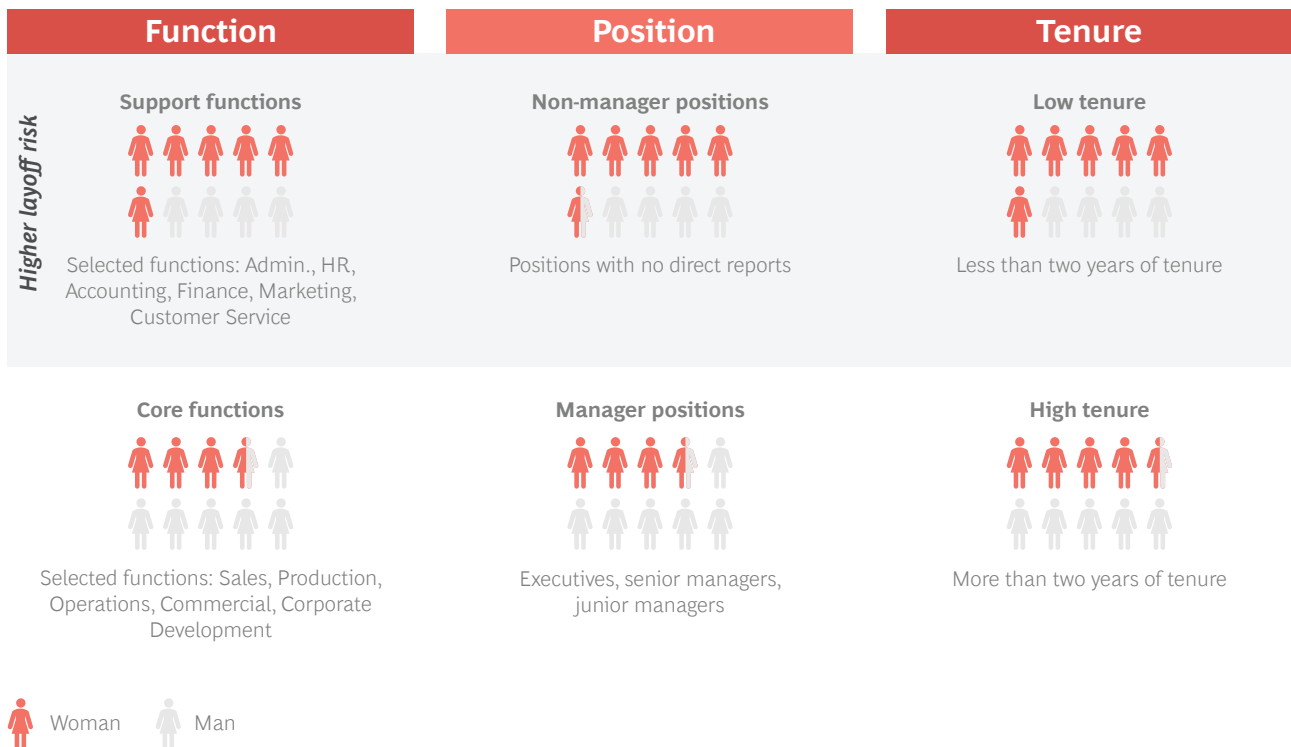 Function
Position
Tenure
Higher layoff risk
Support functions
Selected functions: Admin., HR,
Accounting, Finance, Marketing,
Customer Service
Non-manager positions
Positions with no direct reports
Low tenure
Less than two years of tenure
Core functions
Selected functions: Sales, Production,
Operations, Commercial, Corporate
Development
Manager positions
Executives, senior managers,
junior managers
High tenure
More than two years of tenure
Woman
Man